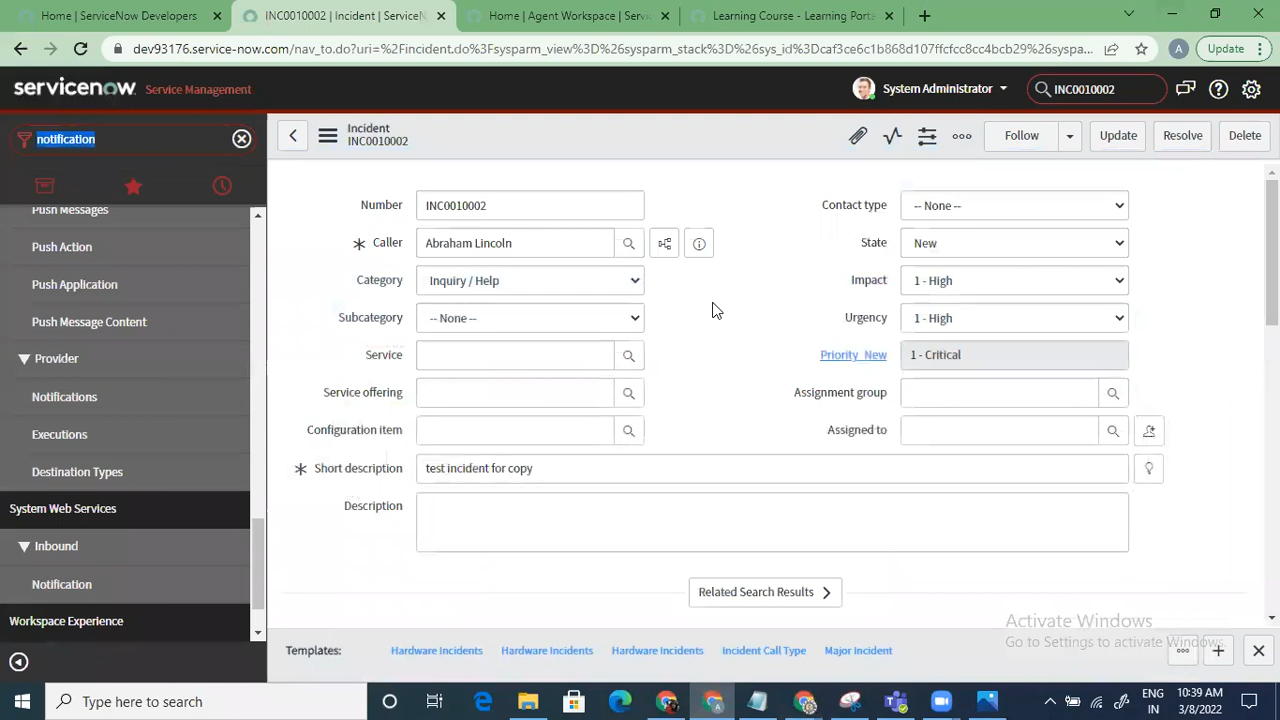 Home | ServiceNow Developers
INC0010002 | Incident | ServiceN
Home | Agent Workspace | Servic
Learning Course - Learning Porta
dev93176.service-now.com/nav_to.do?uri=%2Fincident.do%3Fsysparm_view%3D%26sysparm_stack%3D%26sys_id%3Dcaf3ce6c1b868d107ffcfcc8cc4bcb29%26syspa...
A
Update
servicenow Service Management
System Administrator
INC0010002
notification
Incident
INC0010002
Follow
Update
Resolve
Delete
Push Messages
Push Action
Push Application
Push Message Content
Provider
Notifications
Executions
Destination Types
System Web Services
Inbound
Notification
Workspace Experience
Number INC0010002
Contact type -- None --
Caller Abraham Lincoln
State New
Category Inquiry / Help
Impact 1 - High
Subcategory -- None --
Urgency 1 - High
Service
Priority_New 1 - Critical
Service offering
Assignment group
Configuration item
Assigned to
Short description test incident for copy
Description
Related Search Results
Activate Windows
Go to Settings to activate Windows.
Templates: Hardware Incidents Hardware Incidents Hardware Incidents Incident Call Type Major Incident
Type here to search
ENG
IN
10:39 AM
3/8/2022